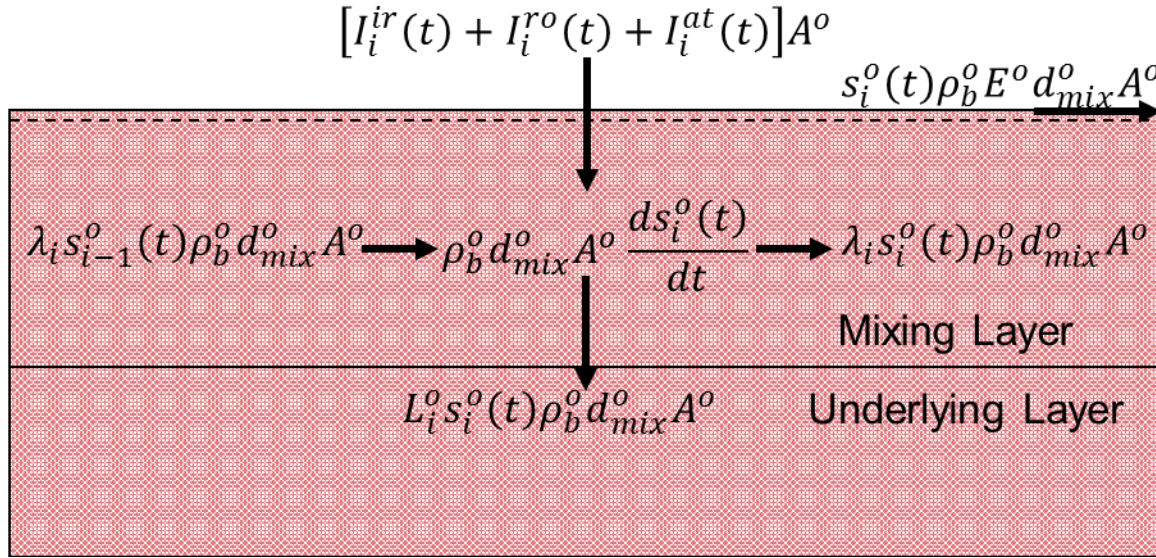 [I_i^{ir}(t) + I_i^{ro}(t) + I_i^{at}(t)]A^o
s_i^o(t)ρ_b^o E^o d_{mix}^o A^o
λ_i s_{i-1}^o(t)ρ_b^o d_{mix}^o A^o
ρ_b^o d_{mix}^o A^o \frac{ds_i^o(t)}{dt}
λ_i s_i^o(t)ρ_b^o d_{mix}^o A^o
Mixing Layer
L_i^o s_i^o(t)ρ_b^o d_{mix}^o A^o
Underlying Layer